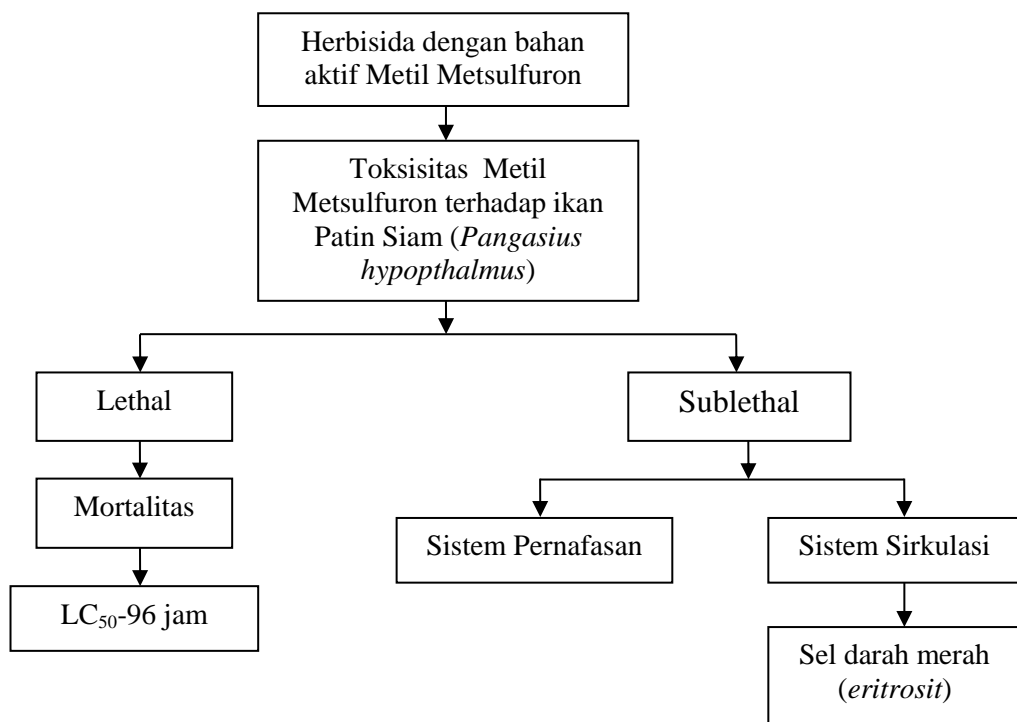 Herbisida dengan bahan
aktif Metil Metsulfuron
Toksisitas Metil
Metsulfuron terhadap ikan
Patin Siam (Pangasius
hypopthalmus)
Lethal
Sublethal
Mortalitas
Sistem Pernafasan
Sistem Sirkulasi
LC₅₀-96 jam
Sel darah merah
(eritrosit)